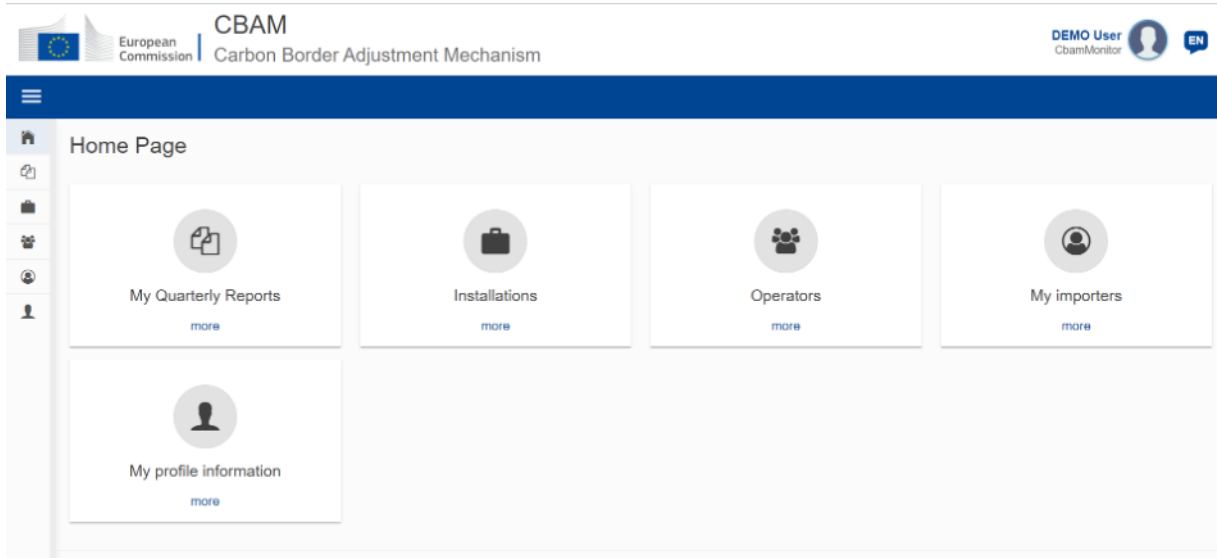 European
Commission
CBAM
Carbon Border Adjustment Mechanism
DEMO User
CbamMonitor
EN
Home Page
My Quarterly Reports
more
Installations
more
Operators
more
My importers
more
My profile information
more